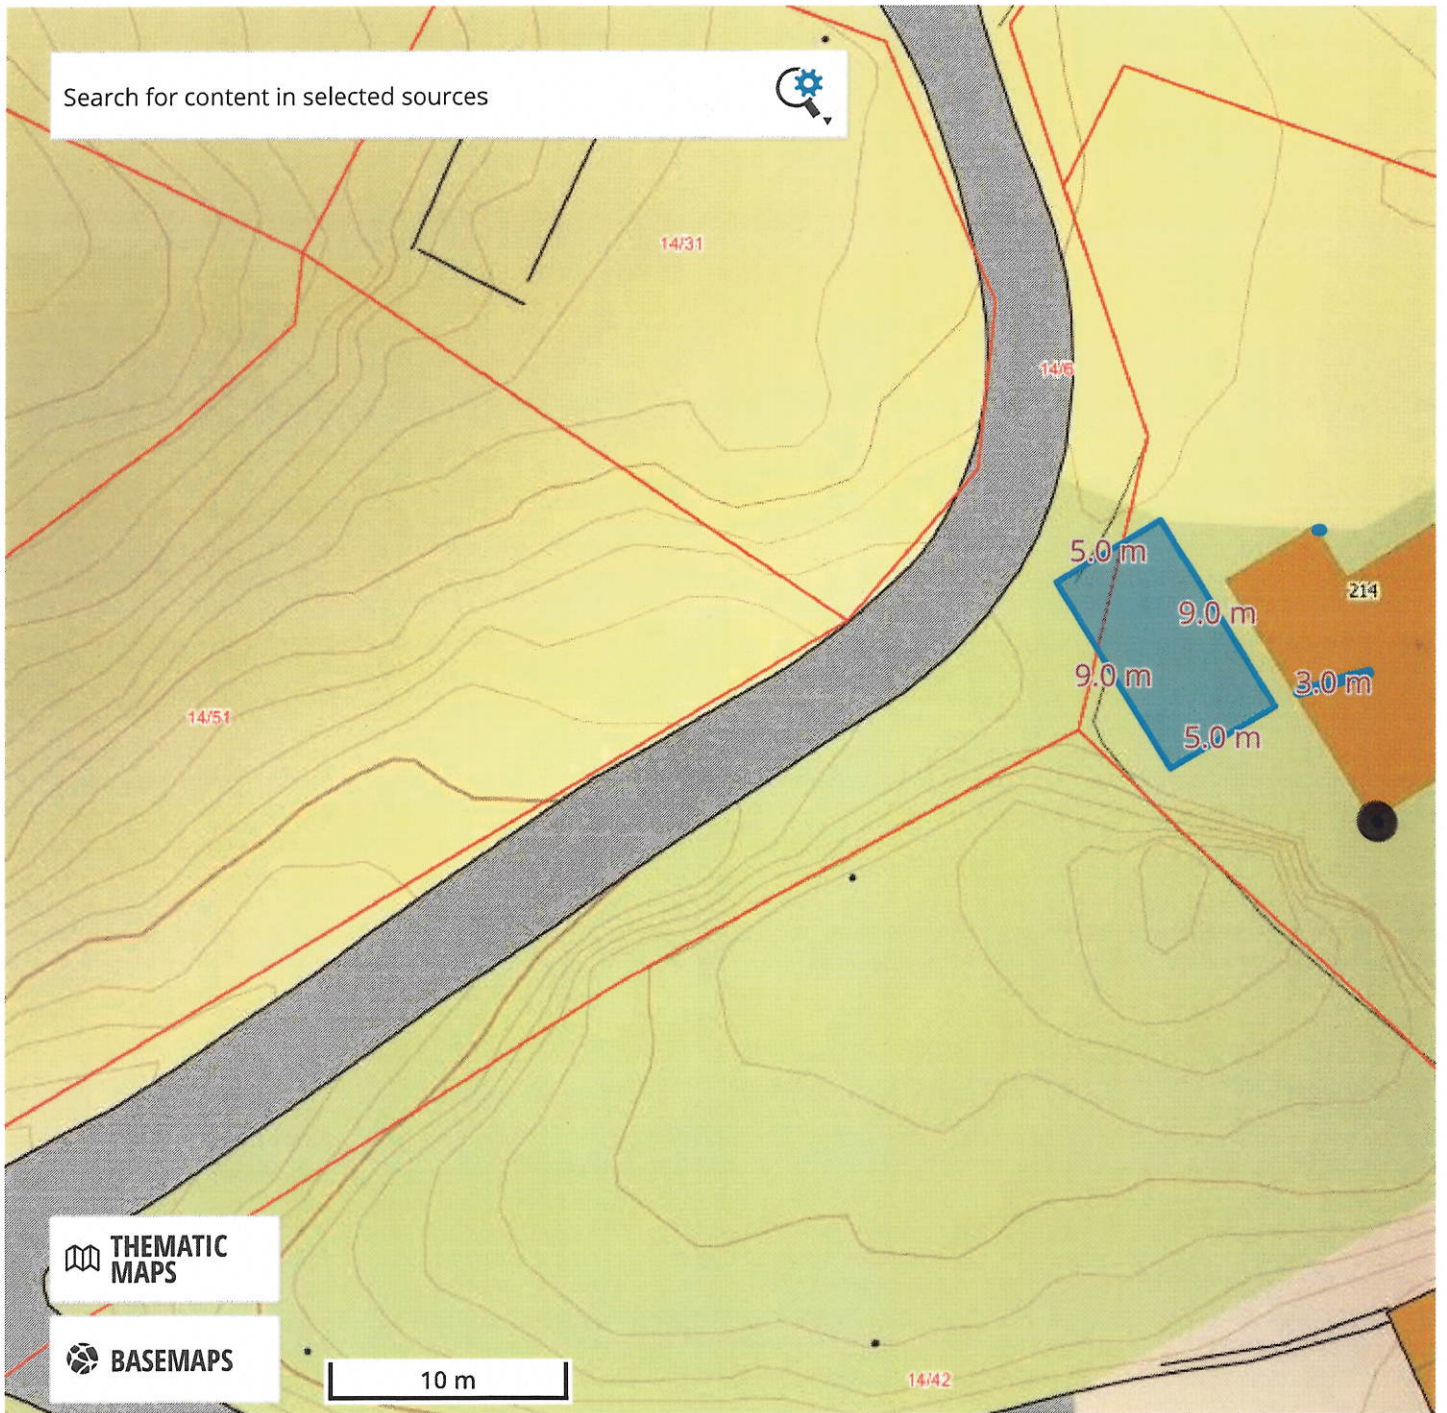 Search for content in selected sources
14/31
14/6
5.0 m
214
9.0 m
9.0 m
3.0 m
14/51
5.0 m
THEMATIC
MAPS
BASEMAPS
10 m
14/42